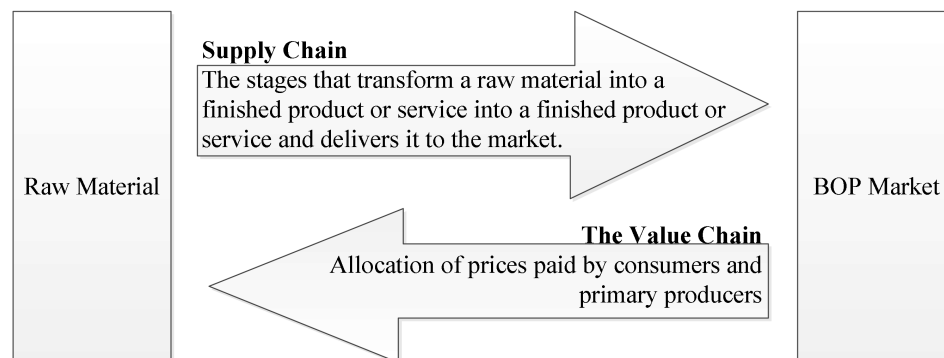 Supply Chain
The stages that transform a raw material into a
finished product or service into a finished product or
service and delivers it to the market.
Raw Material
BOP Market
The Value Chain
Allocation of prices paid by consumers and
primary producers